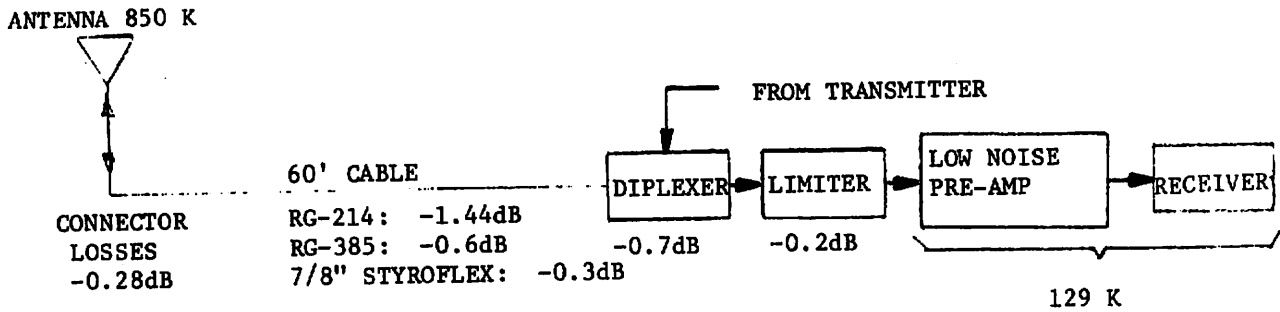 ANTENNA 850 K
FROM TRANSMITTER
60' CABLE
DIPLEXER
LIMITER
LOW NOISE
PRE-AMP
RECEIVER
CONNECTOR
LOSSES
-0.28dB
RG-214: -1.44dB
RG-385: -0.6dB
7/8" STYROFLEX: -0.3dB
-0.7dB
-0.2dB
129 K